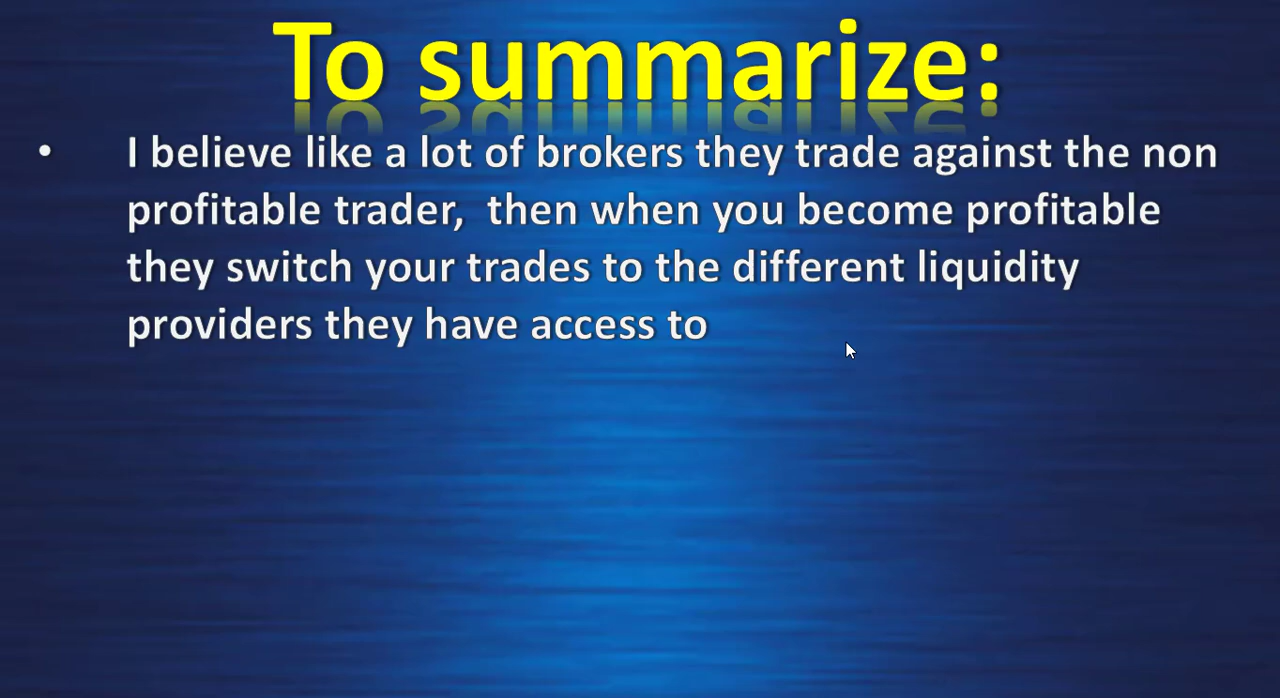 To summarize:
• I believe like a lot of brokers they trade against the non
profitable trader,  then when you become profitable
they switch your trades to the different liquidity
providers they have access to